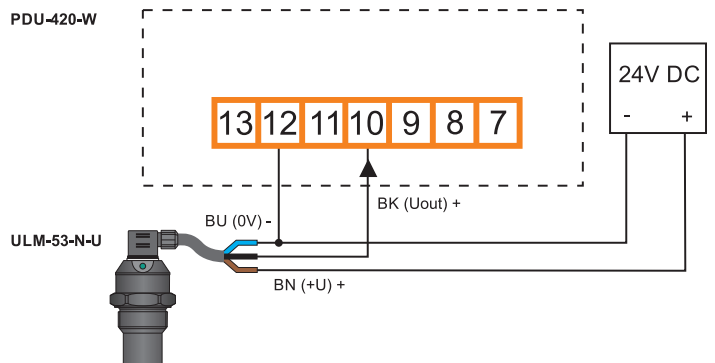 PDU-420-W
24V DC
- +
13 12 11 10 9 8 7
BK (Uout) +
BU (0V) -
ULM-53-N-U
BN (+U) +